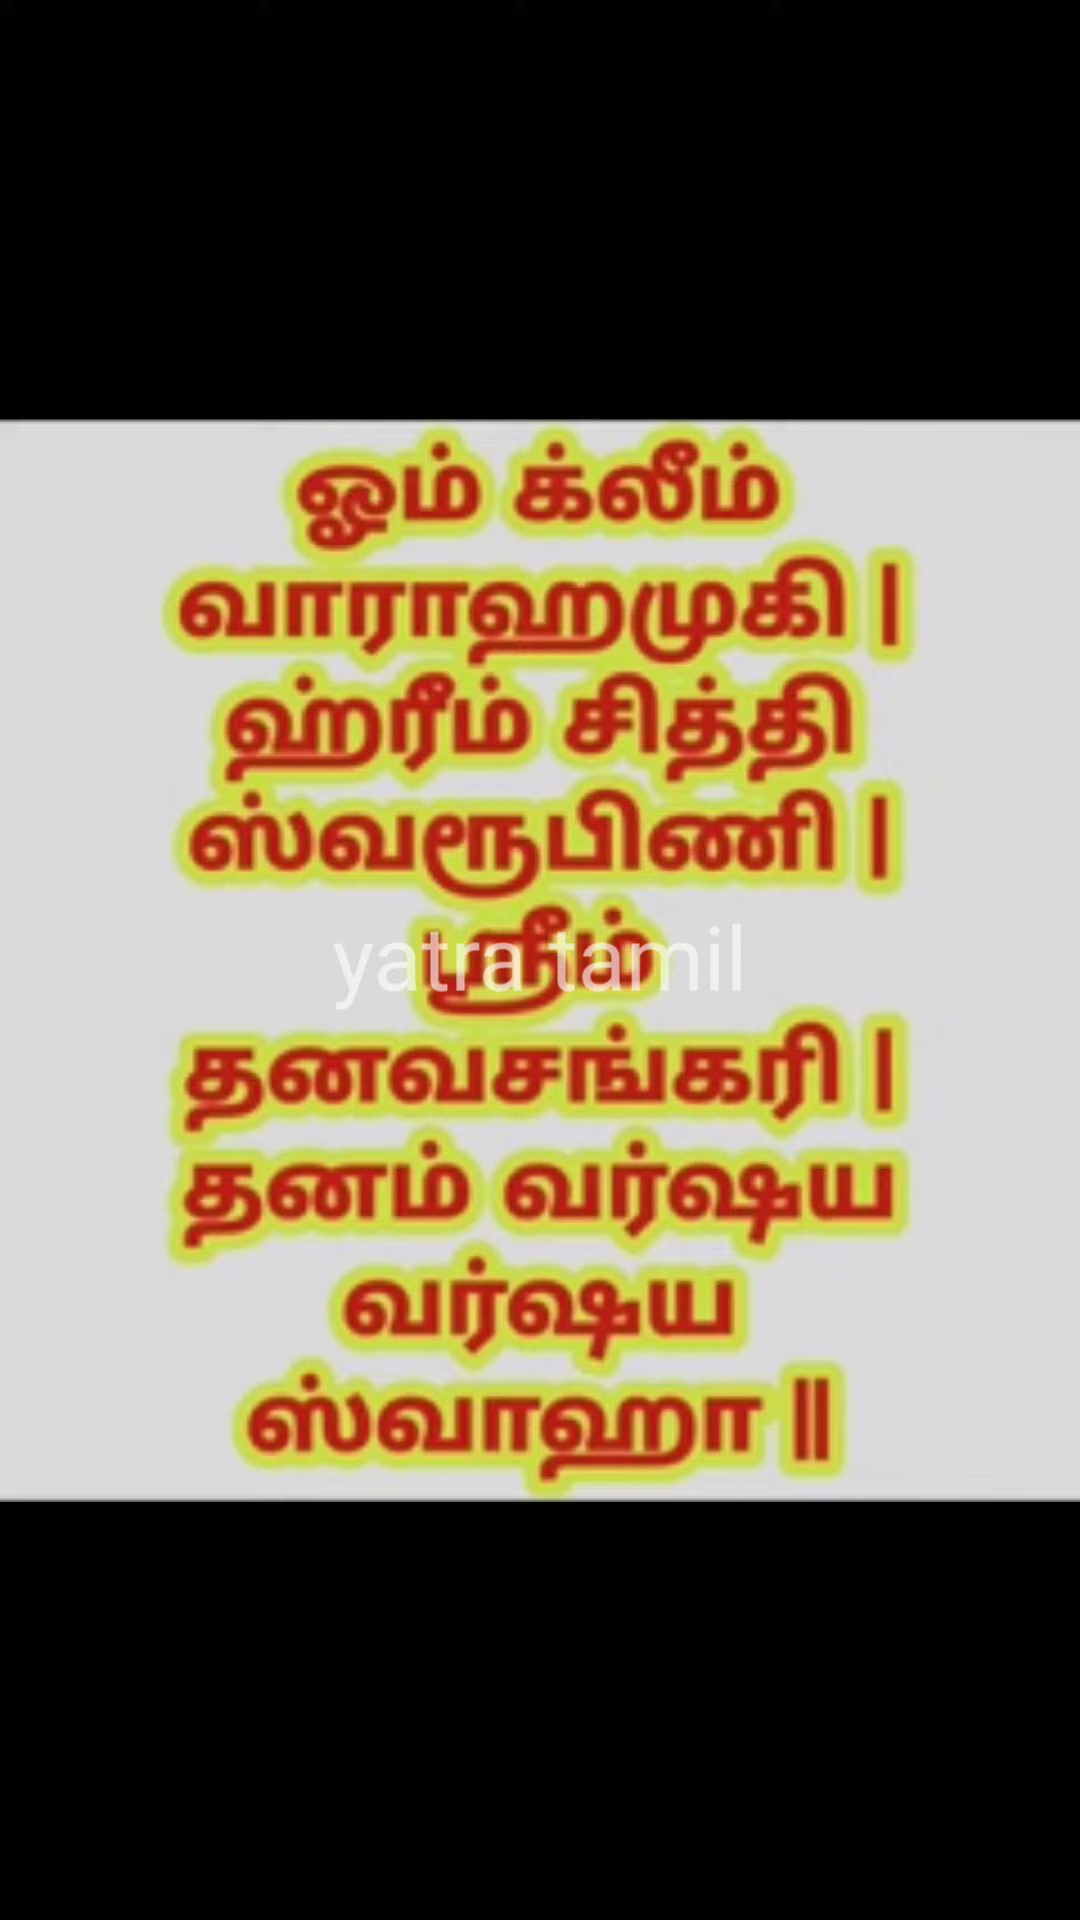 ஓம் க்லீம்
வாராஹமுகி |
ஹ்ரீம் சித்தி
ஸ்வரூபிணி |
ஸ்ரீம்
yatra tamil
தனவசங்கரி |
தனம் வர்ஷய
வர்ஷய
ஸ்வாஹா ||